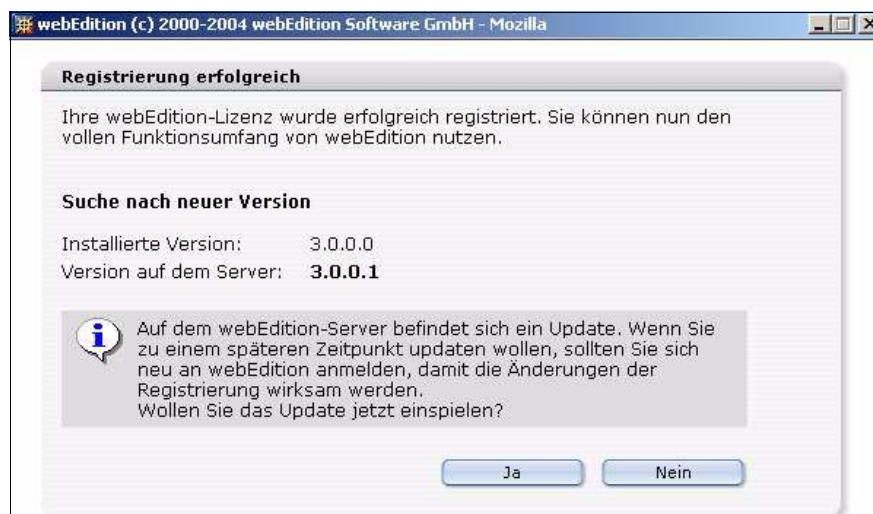 webEdition (c) 2000-2004 webEdition Software GmbH - Mozilla
Registrierung erfolgreich
Ihre webEdition-Lizenz wurde erfolgreich registriert. Sie können nun den
vollen Funktionsumfang von webEdition nutzen.
Suche nach neuer Version
Installierte Version: 3.0.0.0
Version auf dem Server: 3.0.0.1
Auf dem webEdition-Server befindet sich ein Update. Wenn Sie
zu einem späteren Zeitpunkt updaten wollen, sollten Sie sich
neu an webEdition anmelden, damit die Änderungen der
Registrierung wirksam werden.
Wollen Sie das Update jetzt einspielen?
Ja Nein